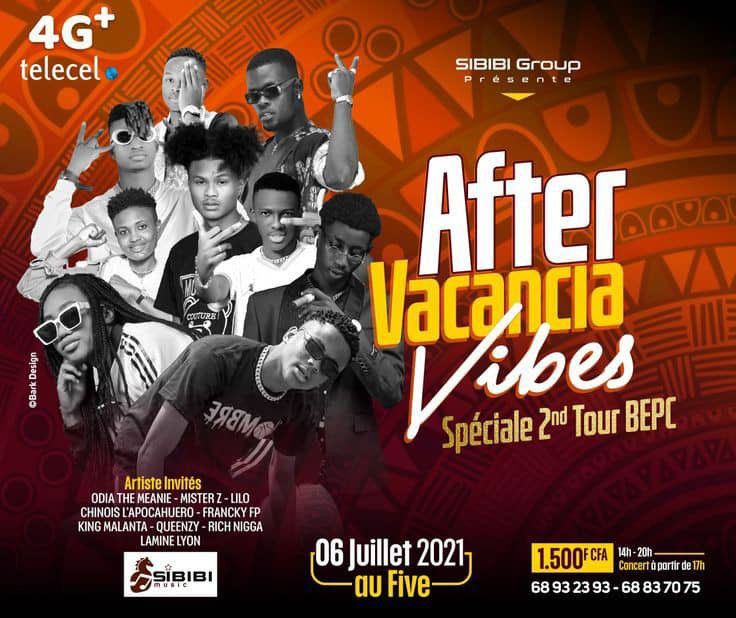 4G+
telecel
SIBIBI Group
Présente
After
Vacancia
Vibes
Spéciale 2nd Tour BEPC
©Bark Design
COUTURE
Artiste Invités
ODIA THE MEANIE - MISTER Z - LILO
CHINOIS L'APOCAHUERO - FRANCKY FP
KING MALANTA - QUEENZY - RICH NIGGA
LAMINE LYON
SIBIBI
music
06 Juillet 2021
au Five
1.500F CFA
14h - 20h
Concert à partir de 17h
68 93 23 93 - 68 83 70 75